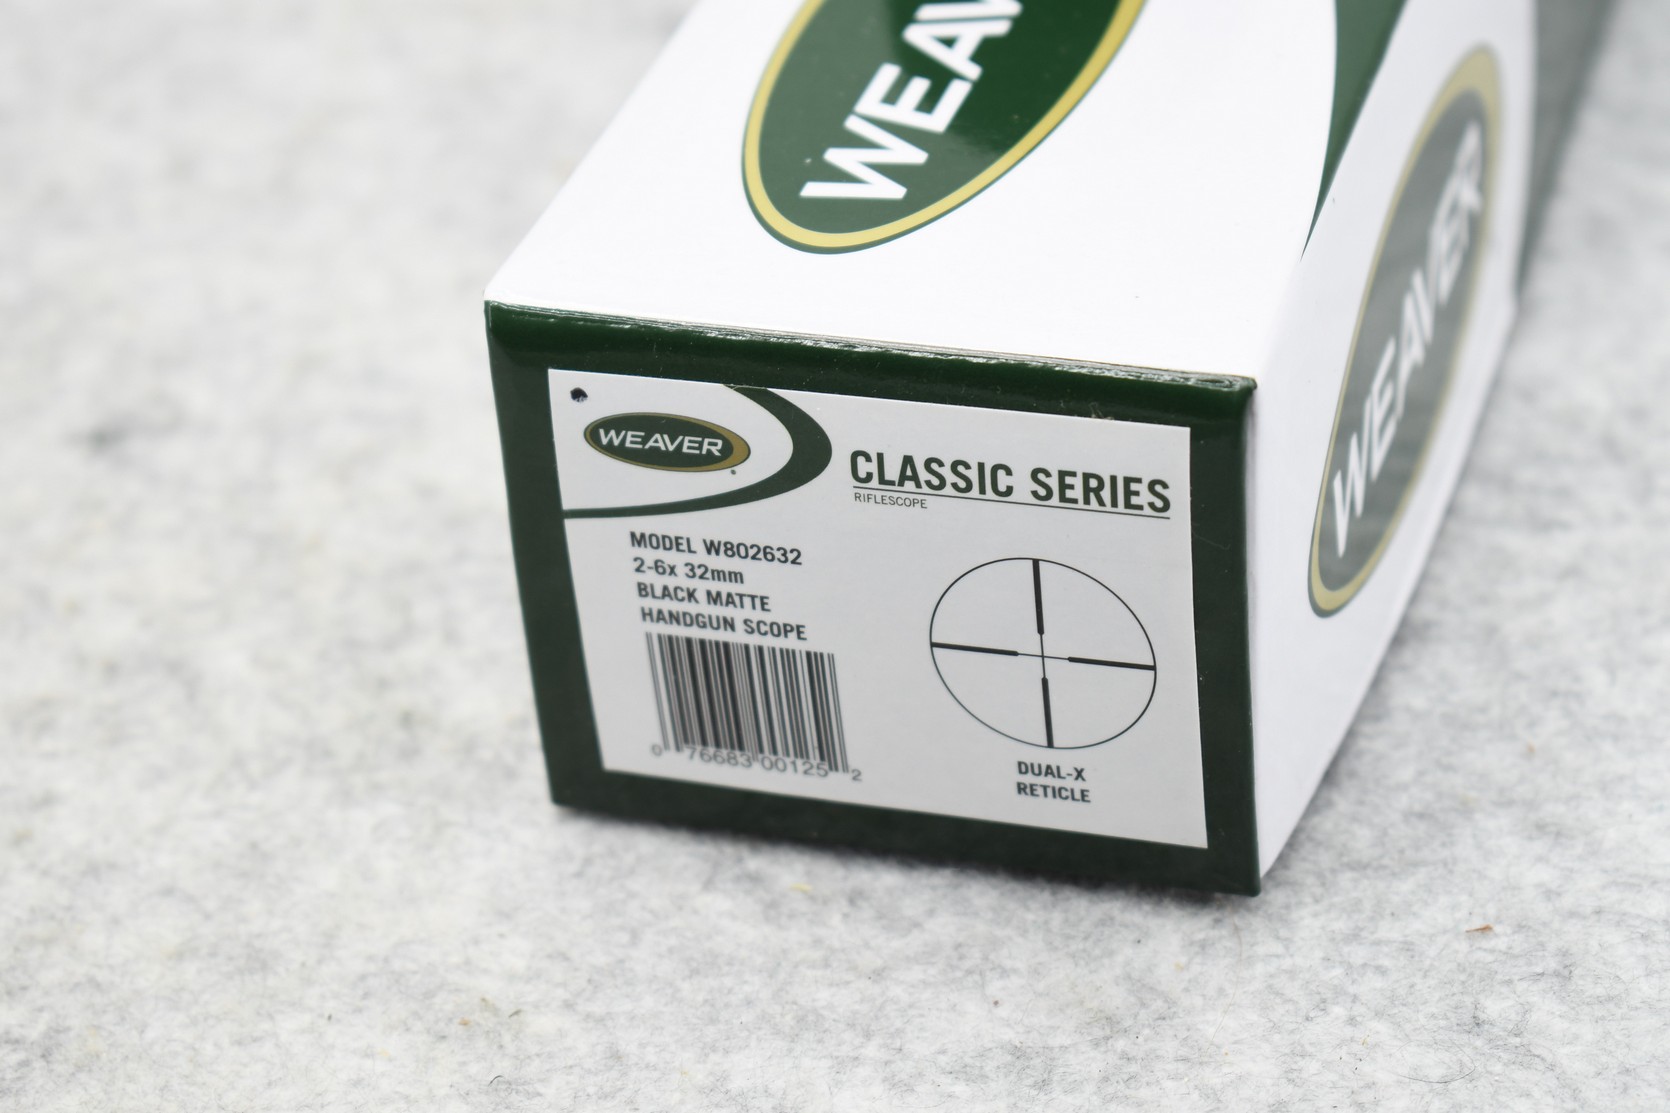 WEAV
WEAVER
WEAVER
CLASSIC SERIES
RIFLESCOPE
MODEL W802632
2-6x 32mm
BLACK MATTE
HANDGUN SCOPE
0 76683 00125 2
DUAL-X
RETICLE